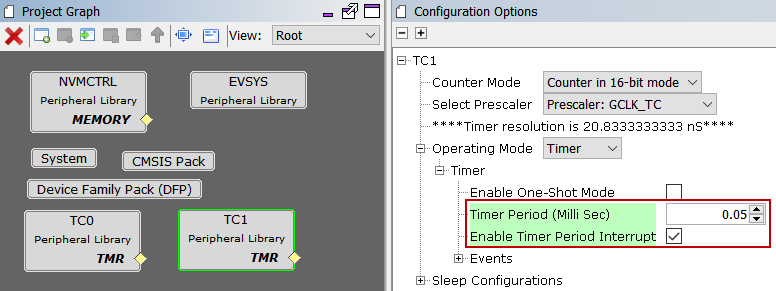 Project Graph
View: Root
NVMCTRL
Peripheral Library
MEMORY
EVSYS
Peripheral Library
System
CMSIS Pack
Device Family Pack (DFP)
TC0
Peripheral Library
TMR
TC1
Peripheral Library
TMR
Configuration Options
TC1
Counter Mode Counter in 16-bit mode
Select Prescaler Prescaler: GCLK_TC
****Timer resolution is 20.8333333333 nS****
Operating Mode Timer
Timer
Enable One-Shot Mode
Timer Period (Milli Sec) 0.05
Enable Timer Period Interrupt
Events
Sleep Configurations